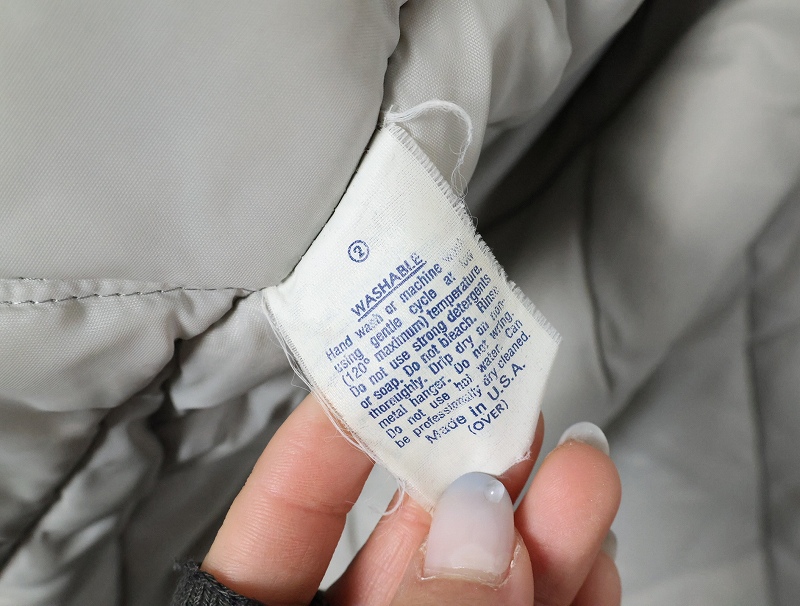 2
WASHABLE
Hand wash or machine wash
using gentle cycle at low
(120° maximum) temperature.
Do not use strong detergents
or soap. Do not bleach. Rinse
thoroughly. Drip dry on non-
metal hanger. Do not wring.
Do not use hot water. Can
be professionally dry cleaned.
Made in U.S.A.
(OVER)